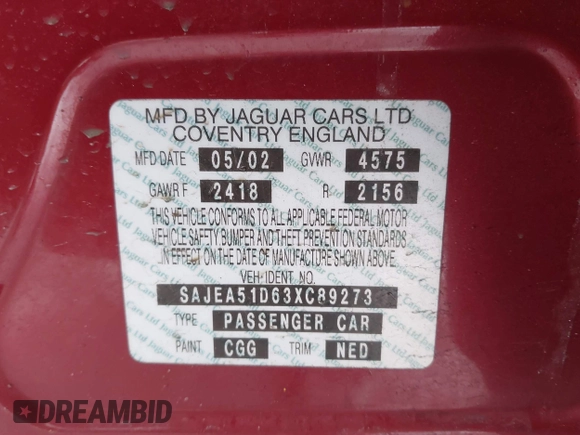 MFD BY JAGUAR CARS LTD
COVENTRY ENGLAND
MFD DATE 05/02 GVWR 4575
GAWR F 2418 R 2156
THIS VEHICLE CONFORMS TO ALL APPLICABLE FEDERAL MOTOR
VEHICLE SAFETY BUMPER AND THEFT PREVENTION STANDARDS
IN EFFECT ON THE DATE OF MANUFACTURE SHOWN ABOVE.
VEH IDENT NO.
SAJEA51D63XC89273
TYPE PASSENGER CAR
PAINT CGG TRIM NED
DREAMBID